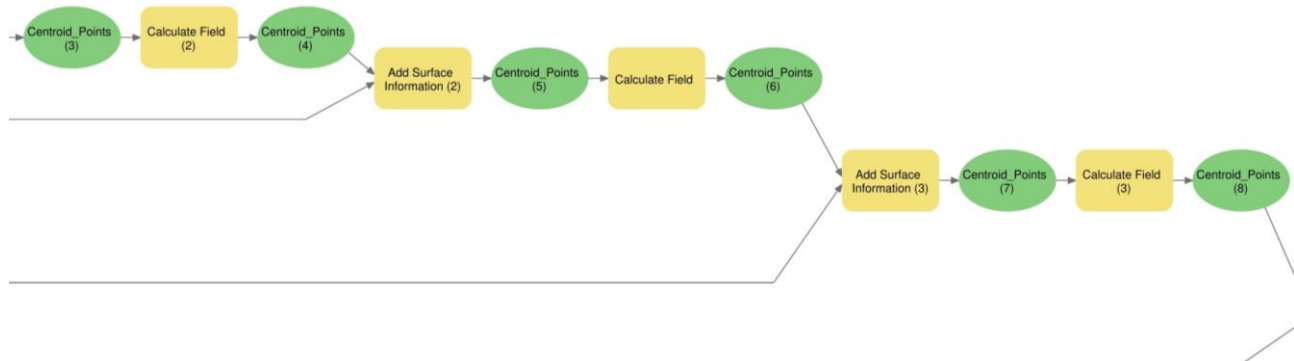 Centroid_Points
(3)
Calculate Field
(2)
Centroid_Points
(4)
Add Surface
Information (2)
Centroid_Points
(5)
Calculate Field
Centroid_Points
(6)
Add Surface
Information (3)
Centroid_Points
(7)
Calculate Field
(3)
Centroid_Points
(8)